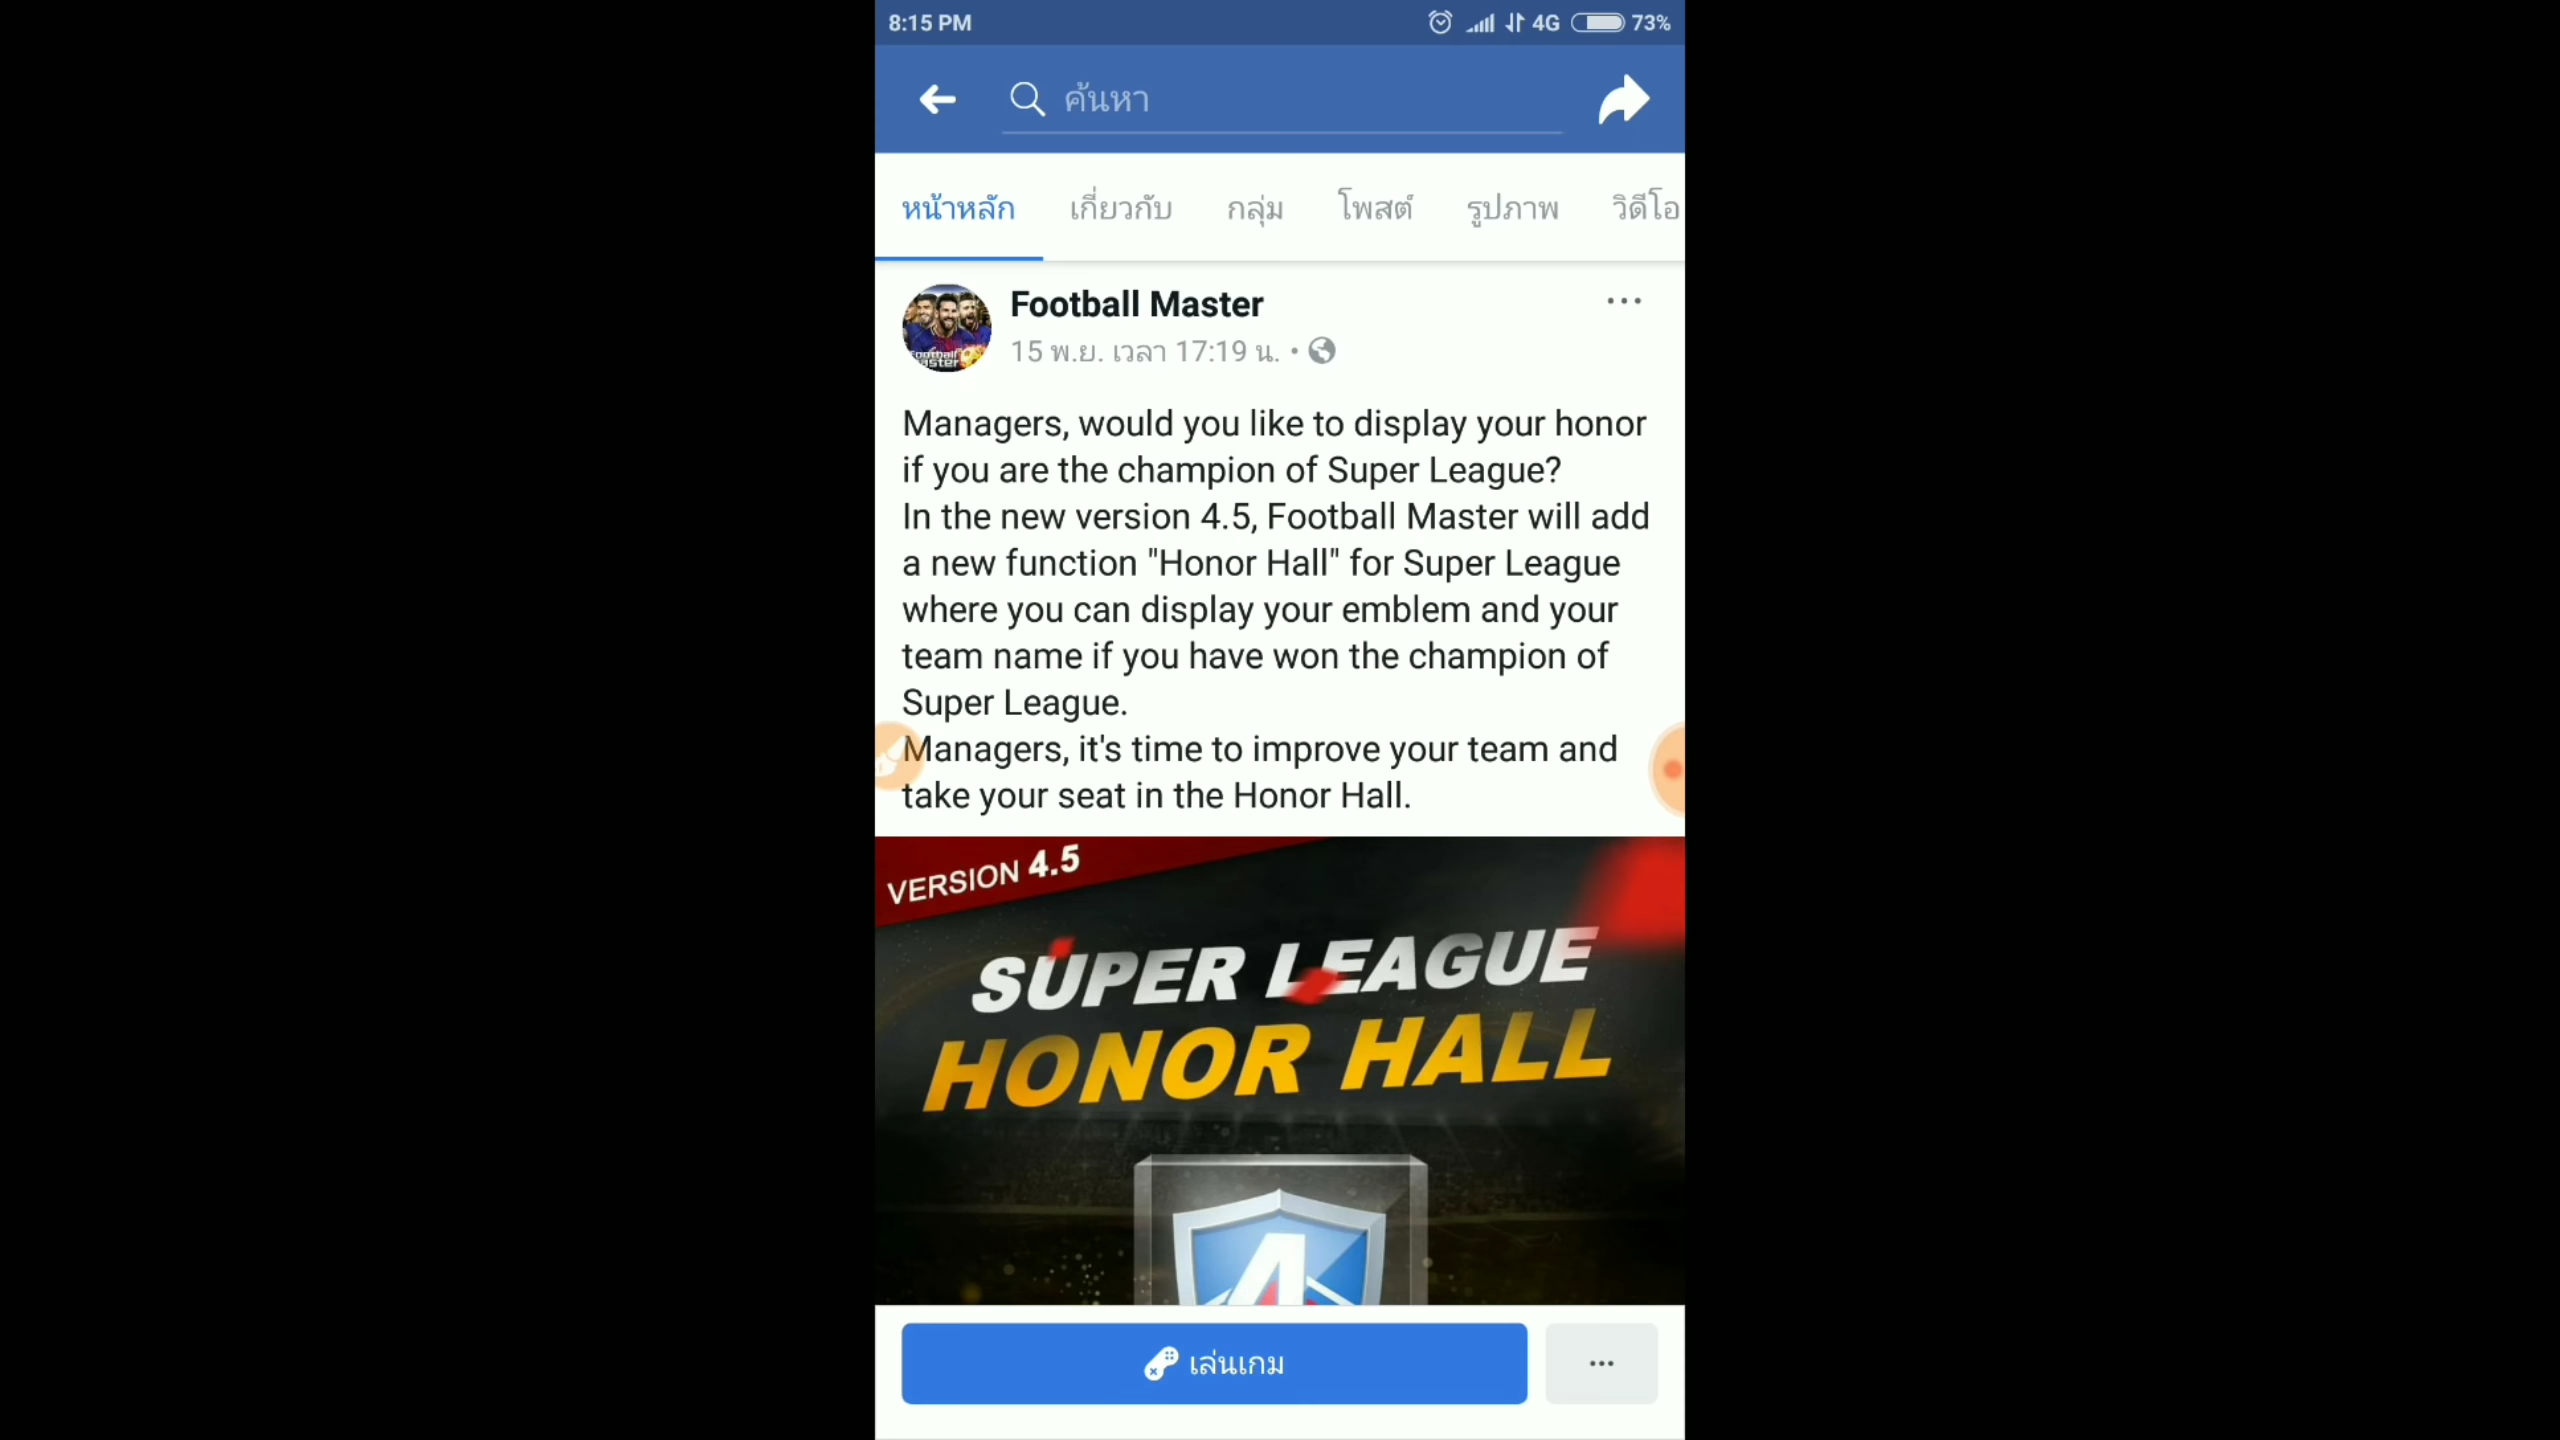 8:15 PM
4G 73%
ค้นหา
หน้าหลัก เกี่ยวกับ กลุ่ม โพสต์ รูปภาพ วิดีโอ
Football Master
15 พ.ย. เวลา 17:19 น. •
Managers, would you like to display your honor
if you are the champion of Super League?
In the new version 4.5, Football Master will add
a new function "Honor Hall" for Super League
where you can display your emblem and your
team name if you have won the champion of
Super League.
Managers, it's time to improve your team and
take your seat in the Honor Hall.
VERSION 4.5
SUPER LEAGUE
HONOR HALL
เล่นเกม